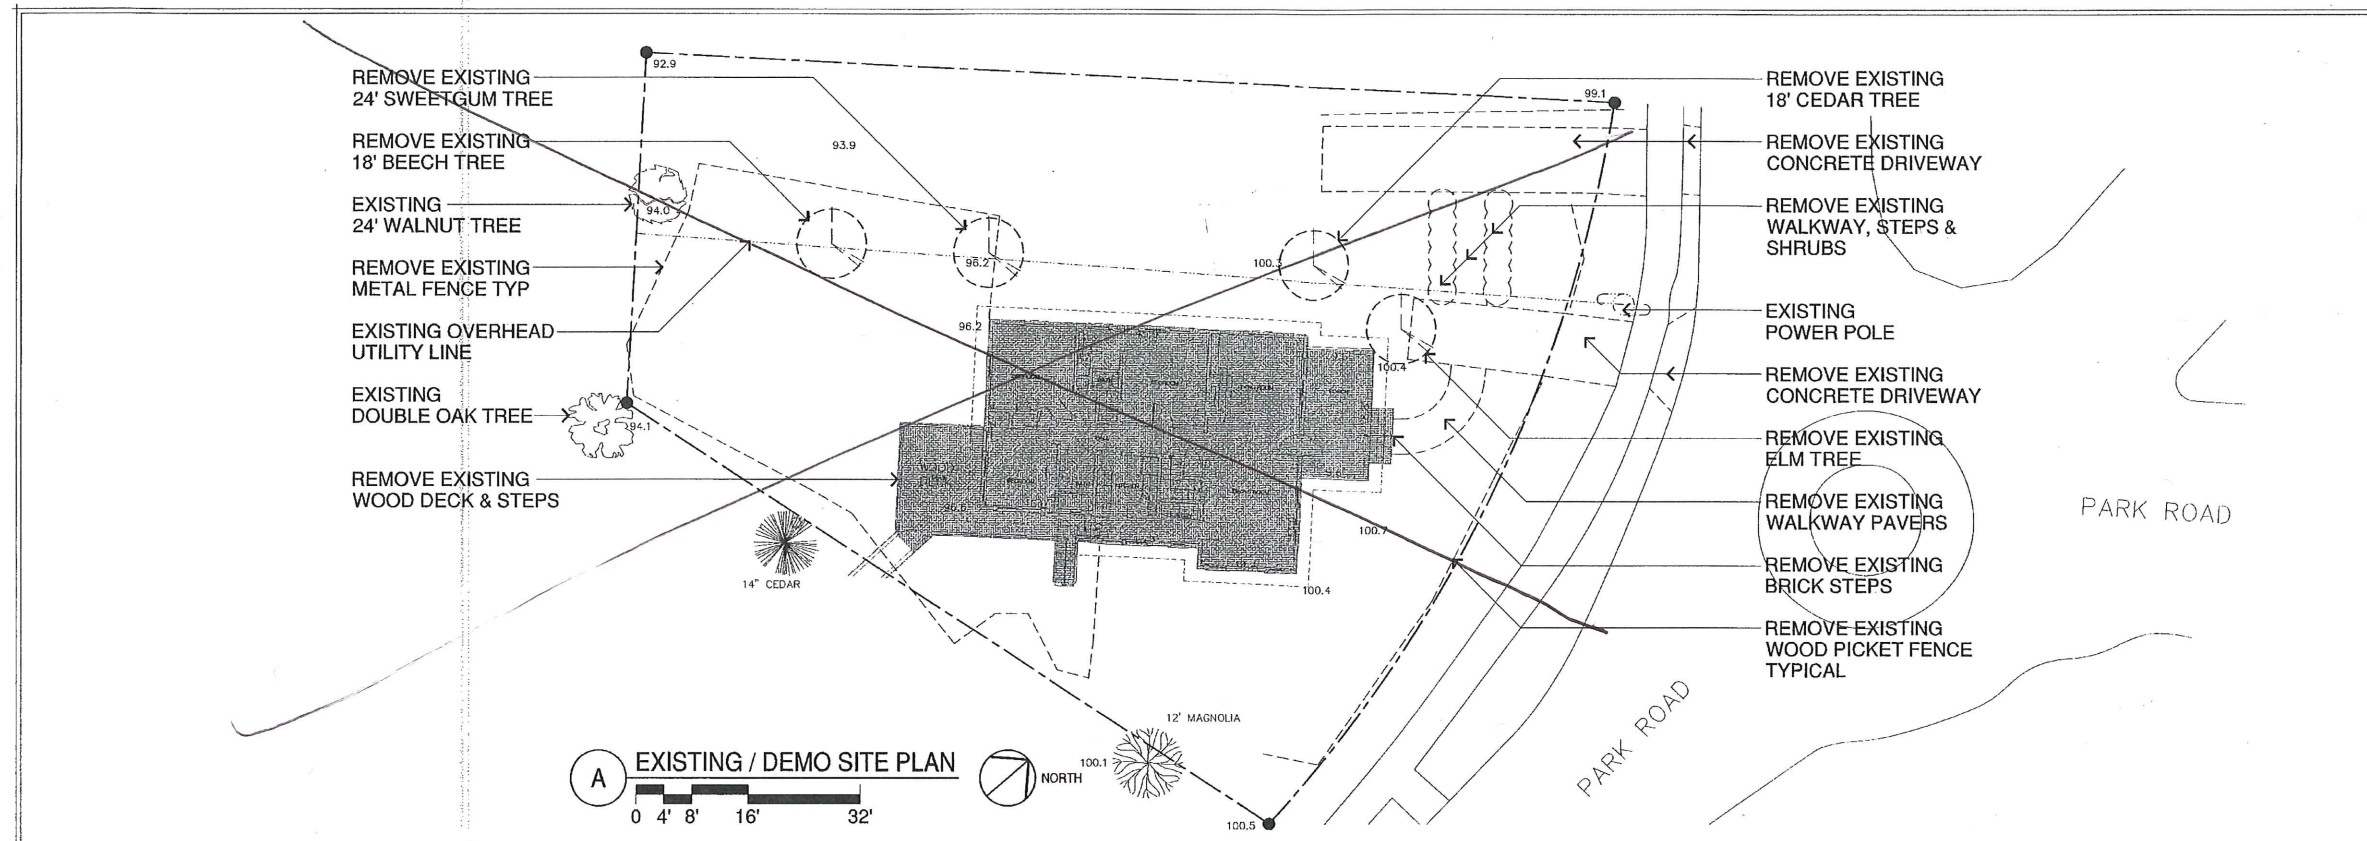 92.9
REMOVE EXISTING
24' SWEETGUM TREE
REMOVE EXISTING
18' BEECH TREE
EXISTING
24' WALNUT TREE
REMOVE EXISTING
METAL FENCE TYP
EXISTING OVERHEAD
UTILITY LINE
EXISTING
DOUBLE OAK TREE
REMOVE EXISTING
WOOD DECK & STEPS
93.9
94.0
96.2
96.2
94.1
100.4
100.7
100.4
99.1
14" CEDAR
12' MAGNOLIA
100.1
100.5
REMOVE EXISTING
18' CEDAR TREE
REMOVE EXISTING
CONCRETE DRIVEWAY
REMOVE EXISTING
WALKWAY, STEPS &
SHRUBS
EXISTING
POWER POLE
REMOVE EXISTING
CONCRETE DRIVEWAY
REMOVE EXISTING
ELM TREE
REMOVE EXISTING
WALKWAY PAVERS
REMOVE EXISTING
BRICK STEPS
REMOVE EXISTING
WOOD PICKET FENCE
TYPICAL
PARK ROAD
PARK ROAD
A
EXISTING / DEMO SITE PLAN
0 4' 8' 16' 32'
NORTH